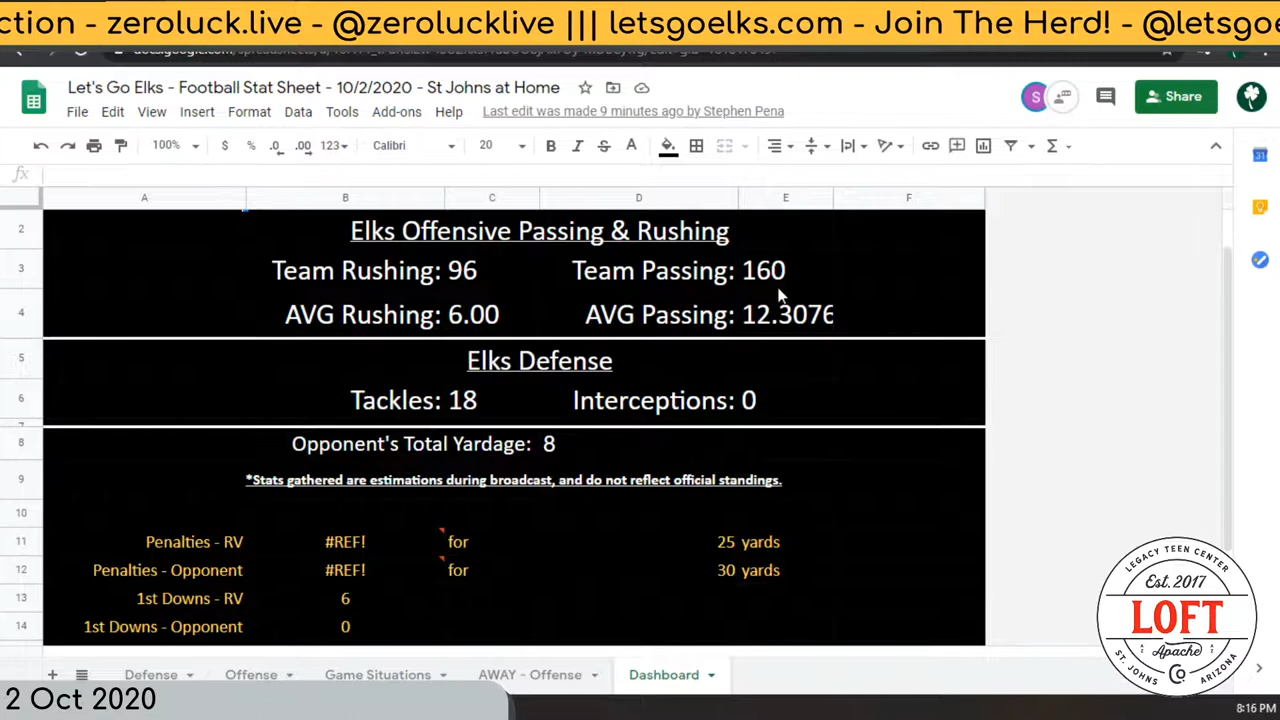 ction - zeroluck.live - @zerolucklive ||| letsgoelks.com - Join The Herd! - @letsgoelks
Let's Go Elks - Football Stat Sheet - 10/2/2020 - St Johns at Home
File Edit View Insert Format Data Tools Add-ons Help Last edit was made 9 minutes ago by Stephen Pena
S
Share
100% $ % .0 .00 123 Calibri 20 B I S A
fx
A B C D E F
2 Elks Offensive Passing & Rushing
3 Team Rushing: 96 Team Passing: 160
4 AVG Rushing: 6.00 AVG Passing: 12.3076
5 Elks Defense
6 Tackles: 18 Interceptions: 0
7
8 Opponent's Total Yardage: 8
9 *Stats gathered are estimations during broadcast, and do not reflect official standings.
10
11 Penalties - RV #REF! for 25 yards
12 Penalties - Opponent #REF! for 30 yards
13 1st Downs - RV 6
14 1st Downs - Opponent 0
Defense Offense Game Situations AWAY - Offense Dashboard
LEGACY TEEN CENTER
Est. 2017
LOFT
Apache
Co
ST. JOHNS ARIZONA
2 Oct 2020
8:16 PM
31